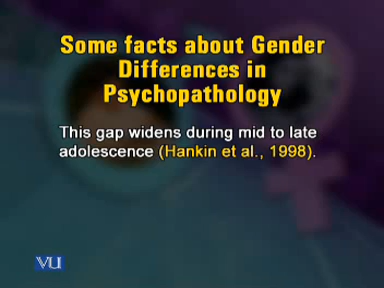 Some facts about Gender
Differences in
Psychopathology
This gap widens during mid to late
adolescence (Hankin et al., 1998).
VU